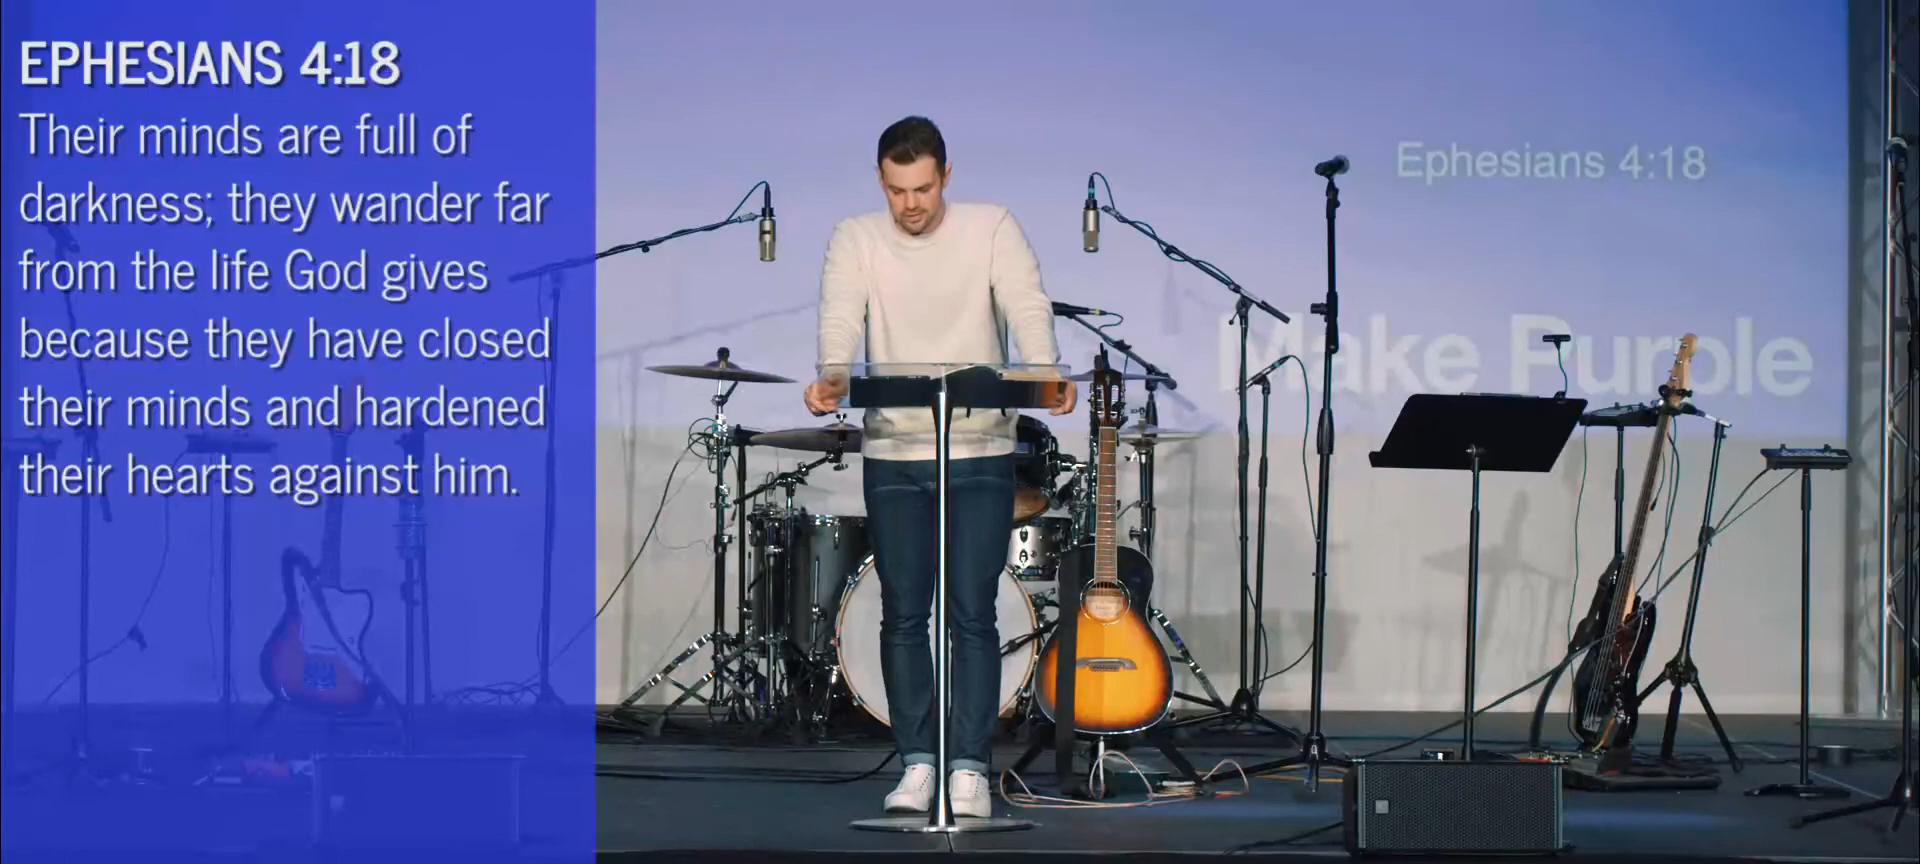 EPHESIANS 4:18
Their minds are full of
darkness; they wander far
from the life God gives
because they have closed
their minds and hardened
their hearts against him.
Ephesians 4:18
Make Purple